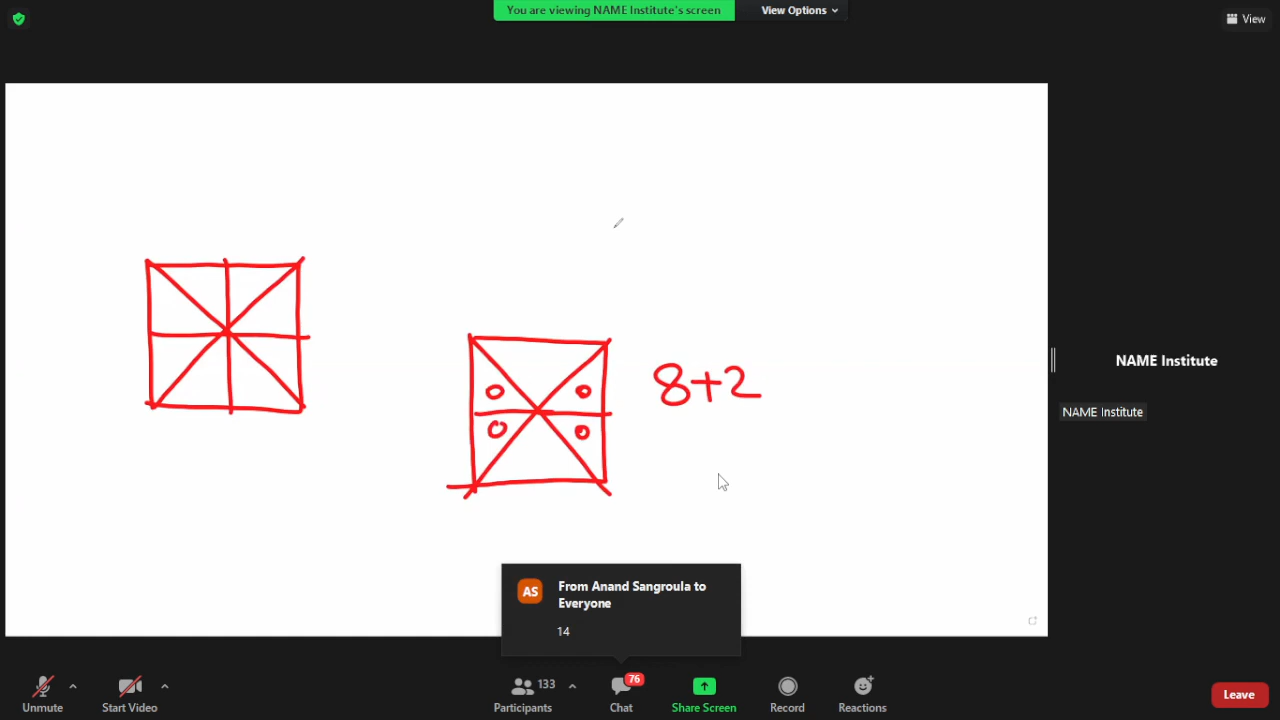 You are viewing NAME Institute's screen
View Options
View
8+2
NAME Institute
NAME Institute
AS
From Anand Sangroula to
Everyone
14
Unmute
Start Video
133
Participants
76
Chat
Share Screen
Record
Reactions
Leave